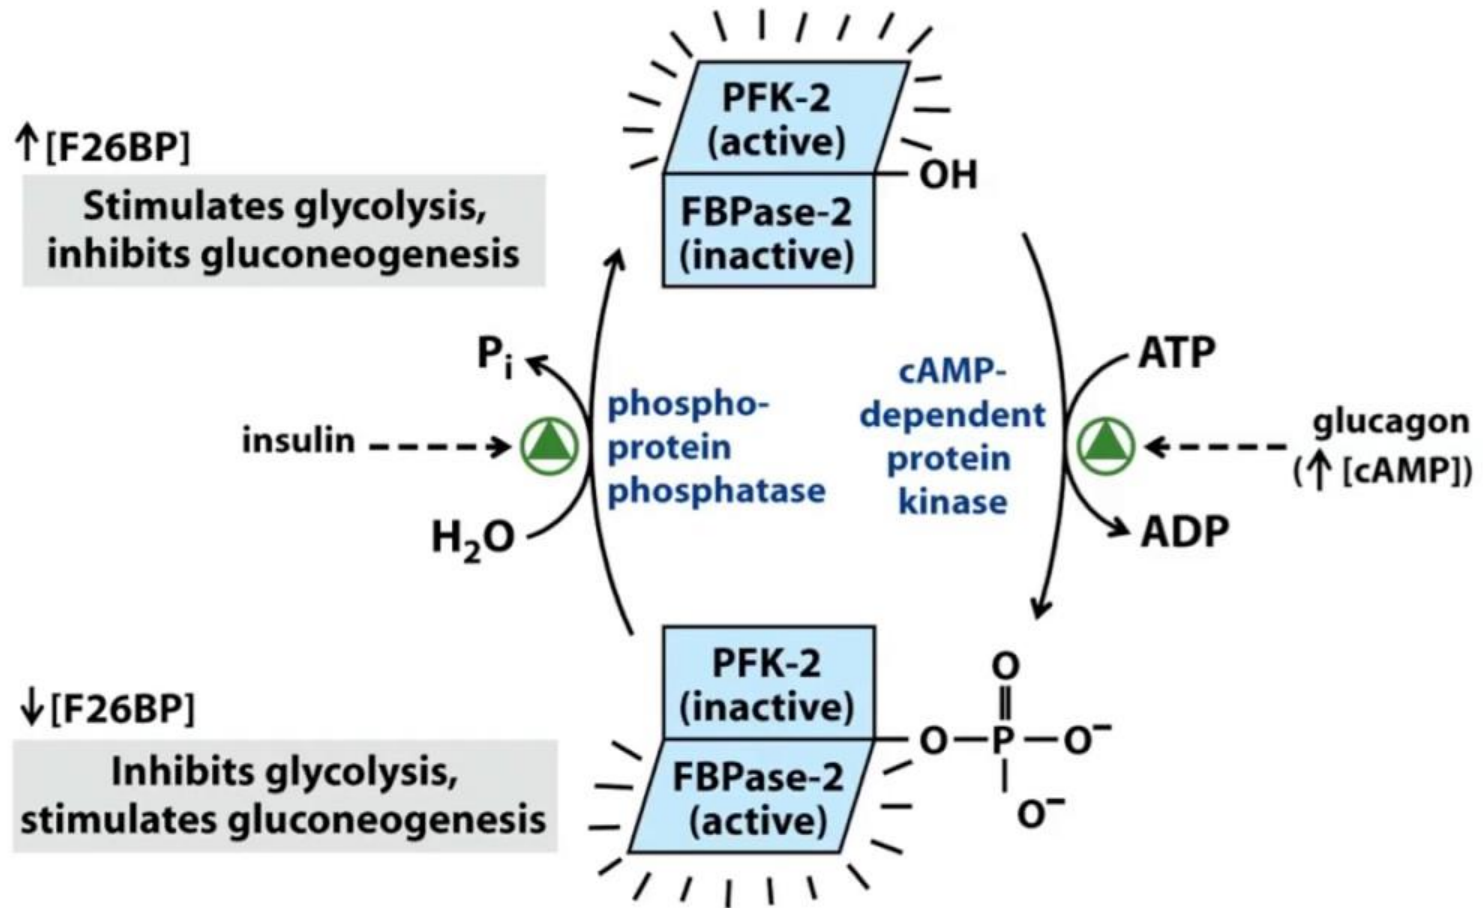 PFK-2
(active)
OH
FBPase-2
(inactive)
↑[F26BP]
Stimulates glycolysis,
inhibits gluconeogenesis
Pi
insulin
H2O
phospho-
protein
phosphatase
cAMP-
dependent
protein
kinase
ATP
glucagon
(↑ [cAMP])
ADP
↓[F26BP]
Inhibits glycolysis,
stimulates gluconeogenesis
PFK-2
(inactive)
FBPase-2
(active)
O
O—P—O−
O−